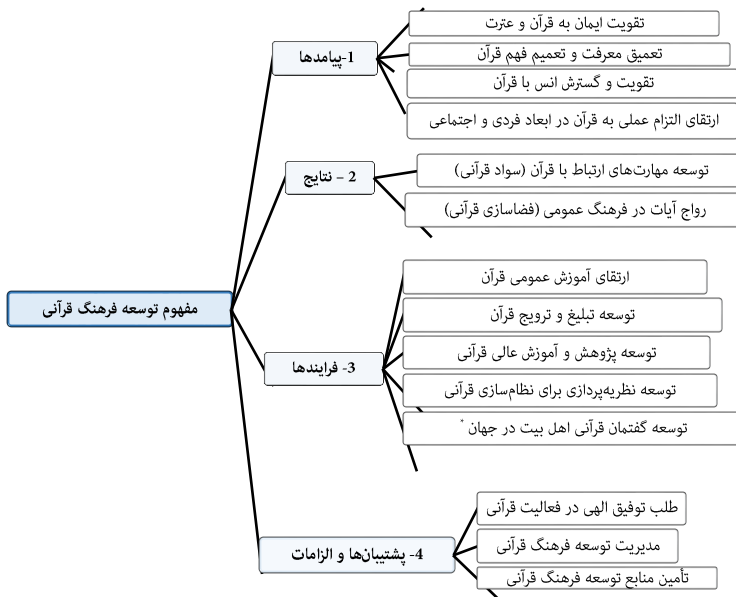 مفهوم توسعه فرهنگ قرآنی
1-پیامدها
تقویت ایمان به قرآن و عترت
تعمیق معرفت و تعمیم فهم قرآن
تقویت و گسترش انس با قرآن
ارتقای التزام عملی به قرآن در ابعاد فردی و اجتماعی
2 – نتایج
توسعه مهارت‌های ارتباط با قرآن (سواد قرآنی)
رواج آیات در فرهنگ عمومی (فضاسازی قرآنی)
3- فرایندها
ارتقای آموزش عمومی قرآن
توسعه تبلیغ و ترویج قرآن
توسعه پژوهش و آموزش عالی قرآنی
توسعه نظریه‌پردازی برای نظام‌سازی قرآنی
توسعه گفتمان قرآنی اهل بیت در جهان *
4- پشتیبان‌ها و الزامات
طلب توفیق الهی در فعالیت قرآنی
مدیریت توسعه فرهنگ قرآنی
تأمین منابع توسعه فرهنگ قرآنی